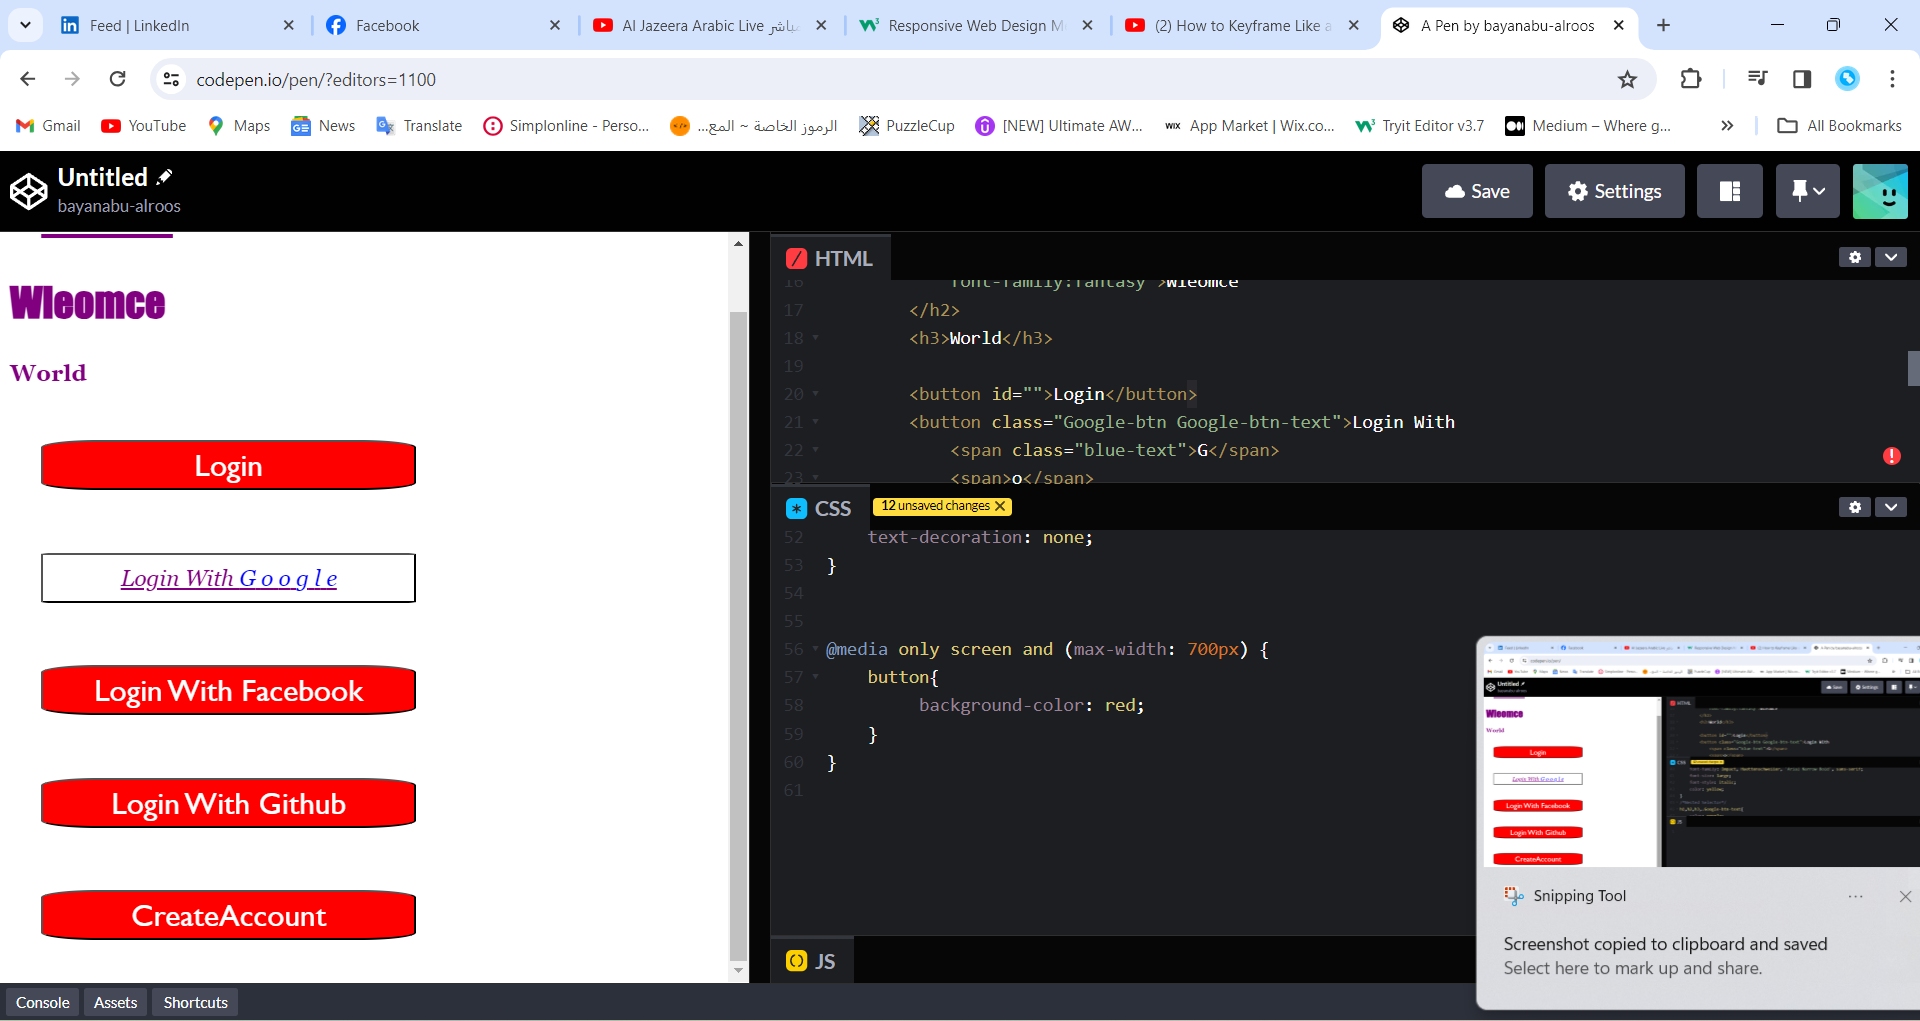 Feed | LinkedIn
Facebook
Al Jazeera Arabic Live
Responsive Web Design M
(2) How to Keyframe Like a
A Pen by bayanabu-alroos
codepen.io/pen/?editors=1100
Gmail
YouTube
Maps
News
Translate
Simplonline - Perso...
الرموز الخاصة ~ المع...
PuzzleCup
[NEW] Ultimate AW...
WIX App Market | Wix.co...
Tryit Editor v3.7
Medium – Where g...
All Bookmarks
Untitled
bayanabu-alroos
Save
Settings
Wleomce
World
Login
Login With G o o g l e
Login With Facebook
Login With Github
CreateAccount
HTML
16 font-family:fantasy">Wleomce
17 </h2>
18 <h3>World</h3>
19
20 <button id="">Login</button>
21 <button class="Google-btn Google-btn-text">Login With
22 <span class="blue-text">G</span>
23 <span>o</span>
CSS
12 unsaved changes
52 text-decoration: none;
53 }
54
55
56 @media only screen and (max-width: 700px) {
57 button{
58 background-color: red;
59 }
60 }
61
JS
Snipping Tool
Screenshot copied to clipboard and saved
Select here to mark up and share.
Console
Assets
Shortcuts